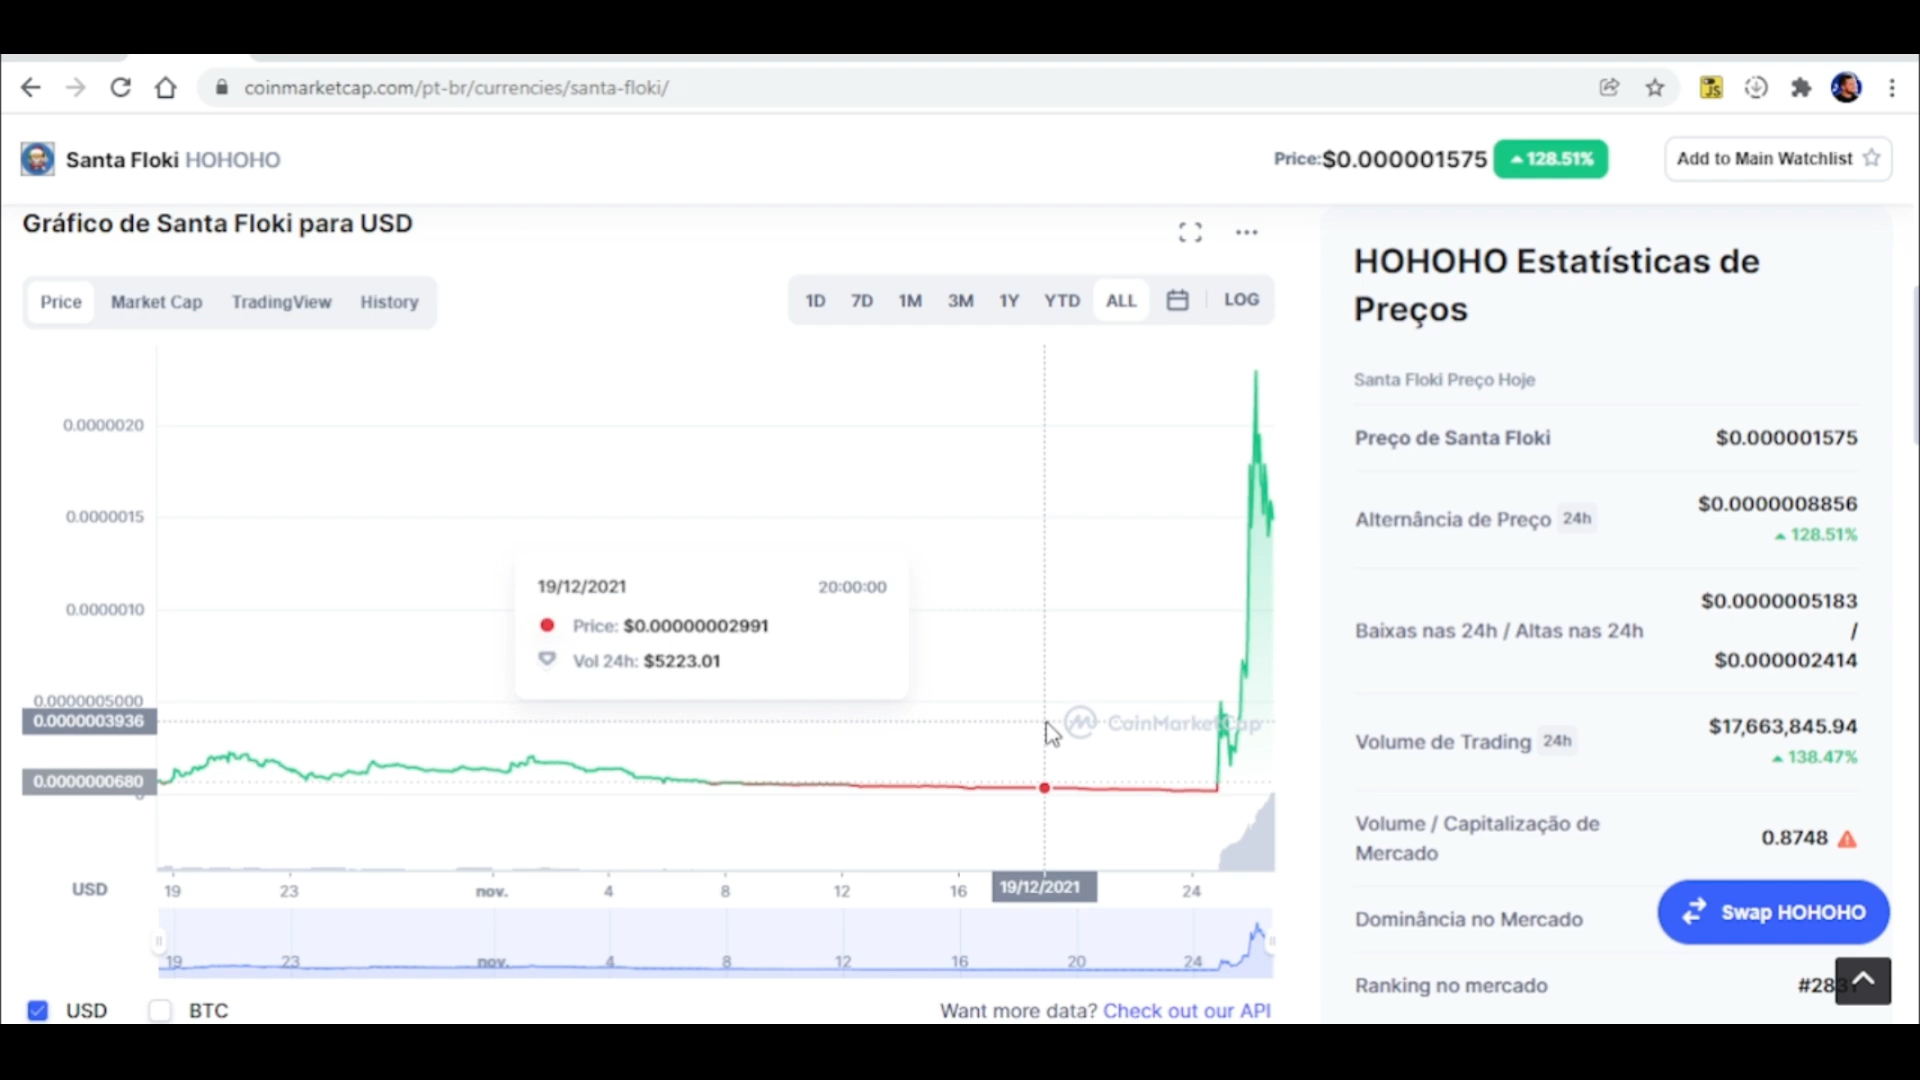 coinmarketcap.com/pt-br/currencies/santa-floki/
JS
Santa Floki HOHOHO
Price:$0.000001575
128.51%
Add to Main Watchlist
Gráfico de Santa Floki para USD
Price
Market Cap
TradingView
History
1D
7D
1M
3M
1Y
YTD
ALL
LOG
0.0000020
0.0000015
0.0000010
0.0000005000
0.0000003936
0.0000000680
0
19/12/2021
20:00:00
Price: $0.00000002991
Vol 24h: $5223.01
CoinMarketCap
USD
19
23
nov.
4
8
12
16
19/12/2021
24
19
23
nov.
4
8
12
16
20
24
USD
BTC
Want more data? Check out our API
HOHOHO Estatísticas de
Preços
Santa Floki Preço Hoje
Preço de Santa Floki
$0.000001575
Alternância de Preço 24h
$0.0000008856
128.51%
Baixas nas 24h / Altas nas 24h
$0.0000005183
/
$0.000002414
Volume de Trading 24h
$17,663,845.94
138.47%
Volume / Capitalização de
Mercado
0.8748
Dominância no Mercado
Swap HOHOHO
Ranking no mercado